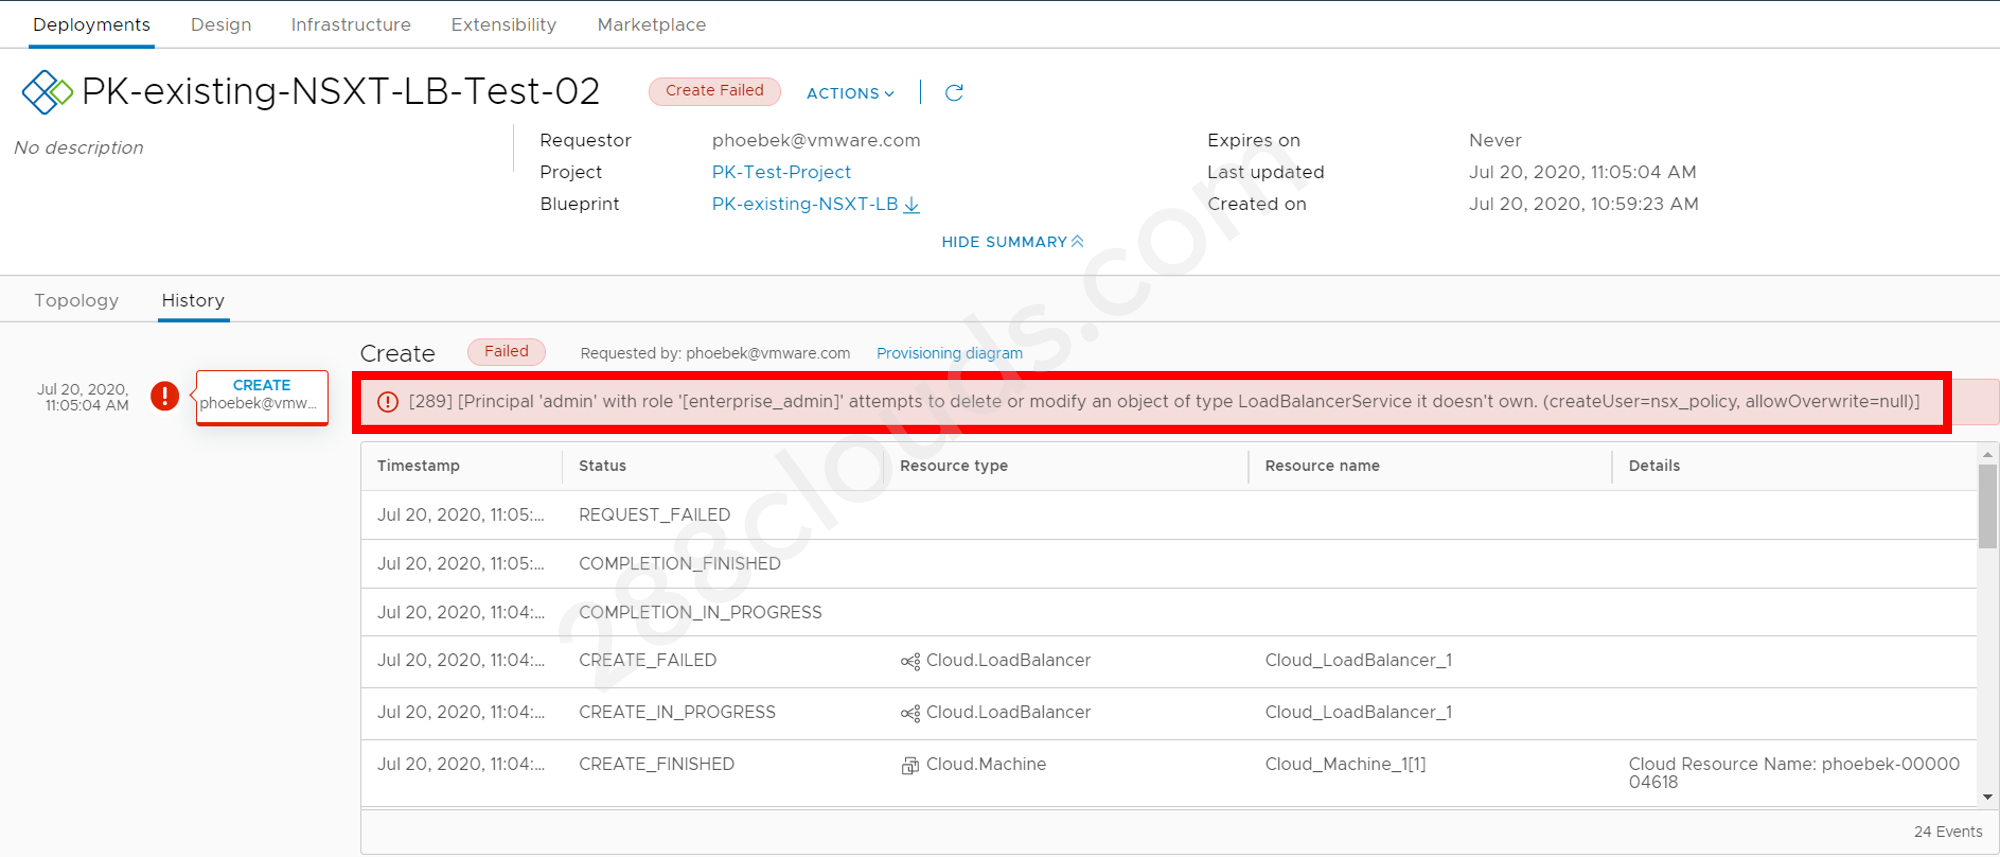 Deployments Design Infrastructure Extensibility Marketplace
PK-existing-NSXT-LB-Test-02 Create Failed ACTIONS
No description
Requestor phoebek@vmware.com Expires on Never
Project PK-Test-Project Last updated Jul 20, 2020, 11:05:04 AM
Blueprint PK-existing-NSXT-LB Created on Jul 20, 2020, 10:59:23 AM
HIDE SUMMARY
Topology History
Create Failed Requested by: phoebek@vmware.com Provisioning diagram
Jul 20, 2020,
11:05:04 AM
CREATE
phoebek@vmw...
[289] [Principal 'admin' with role '[enterprise_admin]' attempts to delete or modify an object of type LoadBalancerService it doesn't own. (createUser=nsx_policy, allowOverwrite=null)]
Timestamp Status Resource type Resource name Details
Jul 20, 2020, 11:05:... REQUEST_FAILED
Jul 20, 2020, 11:05:... COMPLETION_FINISHED
Jul 20, 2020, 11:04:... COMPLETION_IN_PROGRESS
Jul 20, 2020, 11:04:... CREATE_FAILED Cloud.LoadBalancer Cloud_LoadBalancer_1
Jul 20, 2020, 11:04:... CREATE_IN_PROGRESS Cloud.LoadBalancer Cloud_LoadBalancer_1
Jul 20, 2020, 11:04:... CREATE_FINISHED Cloud.Machine Cloud_Machine_1[1] Cloud Resource Name: phoebek-00000
04618
24 Events
288clouds.com